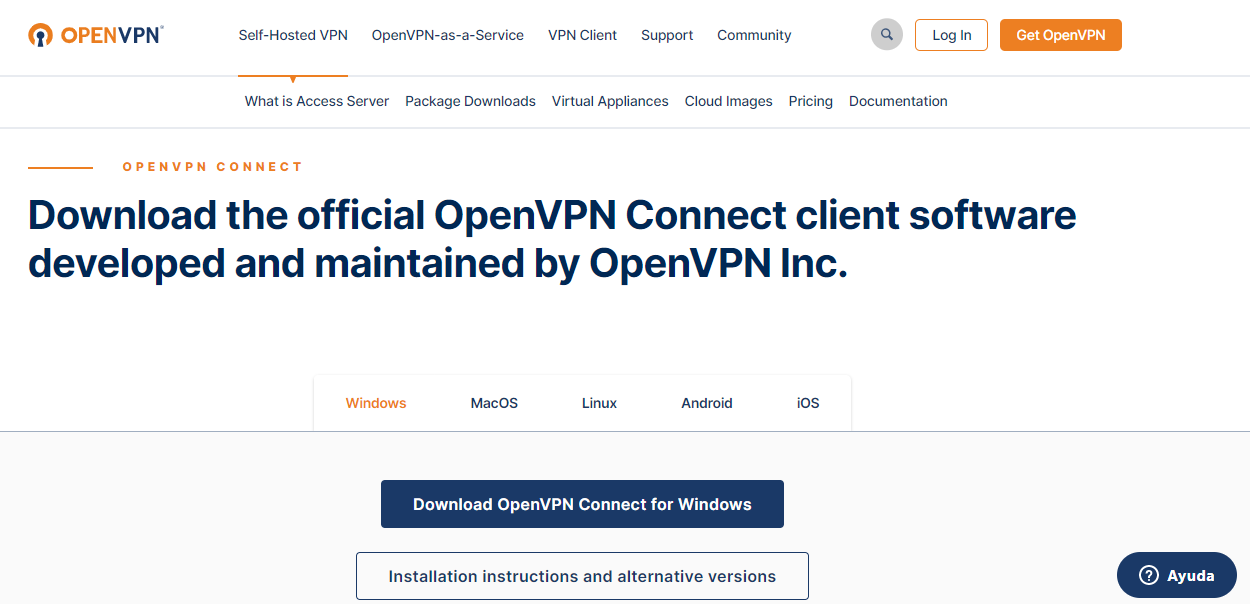 OPENVPN®
Self-Hosted VPN OpenVPN-as-a-Service VPN Client Support Community
Log In
Get OpenVPN
What is Access Server Package Downloads Virtual Appliances Cloud Images Pricing Documentation
OPENVPN CONNECT
Download the official OpenVPN Connect client software
developed and maintained by OpenVPN Inc.
Windows MacOS Linux Android iOS
Download OpenVPN Connect for Windows
Installation instructions and alternative versions
? Ayuda